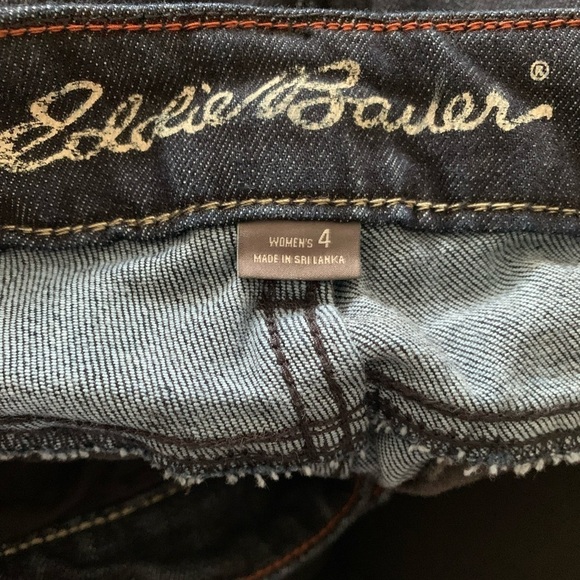 Eddie Bauer®
WOMEN'S 4
MADE IN SRI LANKA